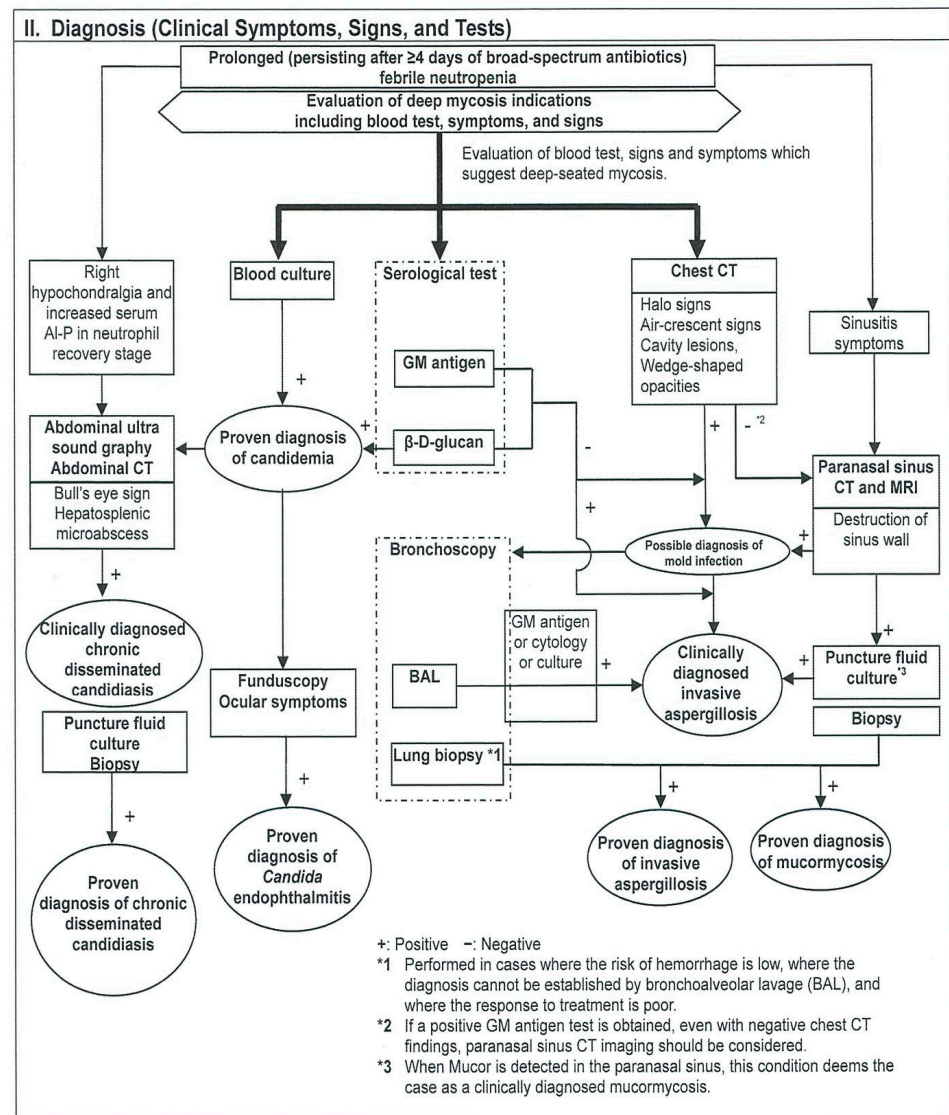 II. Diagnosis (Clinical Symptoms, Signs, and Tests)
Prolonged (persisting after ≥4 days of broad-spectrum antibiotics)
febrile neutropenia
Evaluation of deep mycosis indications
including blood test, symptoms, and signs
Evaluation of blood test, signs and symptoms which
suggest deep-seated mycosis.
Right
hypochondralgia and
increased serum
Al-P in neutrophil
recovery stage
Blood culture
Serological test
Chest CT
Halo signs
Air-crescent signs
Cavity lesions,
Wedge-shaped
opacities
Sinusitis
symptoms
GM antigen
+
β-D-glucan
+
Proven diagnosis
of candidemia
+
Abdominal ultra
sound graphy
Abdominal CT
Bull's eye sign
Hepatosplenic
microabscess
-
+
+
- *2
Paranasal sinus
CT and MRI
Destruction of
sinus wall
Bronchoscopy
Possible diagnosis of
mold infection
+
+
Clinically diagnosed
chronic
disseminated
candidiasis
Puncture fluid
culture
Biopsy
Funduscopy
Ocular symptoms
BAL
GM antigen
or cytology
or culture
+
Clinically
diagnosed
invasive
aspergillosis
+
Puncture fluid
culture*3
Biopsy
Lung biopsy *1
+
+
+
+
Proven
diagnosis of chronic
disseminated
candidiasis
Proven
diagnosis of
Candida
endophthalmitis
Proven diagnosis
of invasive
aspergillosis
Proven diagnosis
of mucormycosis
+: Positive −: Negative
*1 Performed in cases where the risk of hemorrhage is low, where the
diagnosis cannot be established by bronchoalveolar lavage (BAL), and
where the response to treatment is poor.
*2 If a positive GM antigen test is obtained, even with negative chest CT
findings, paranasal sinus CT imaging should be considered.
*3 When Mucor is detected in the paranasal sinus, this condition deems the
case as a clinically diagnosed mucormycosis.